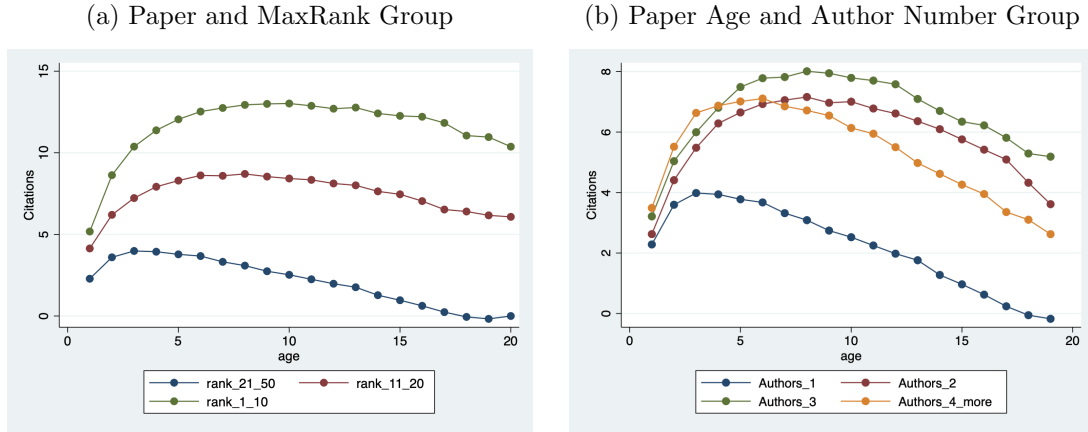 (a) Paper and MaxRank Group
15
10
5
0
Citations
0 5 10 15 20
age
rank_21_50 rank_11_20
rank_1_10
(b) Paper Age and Author Number Group
8
6
4
2
0
Citations
0 5 10 15 20
age
Authors_1 Authors_2
Authors_3 Authors_4_more